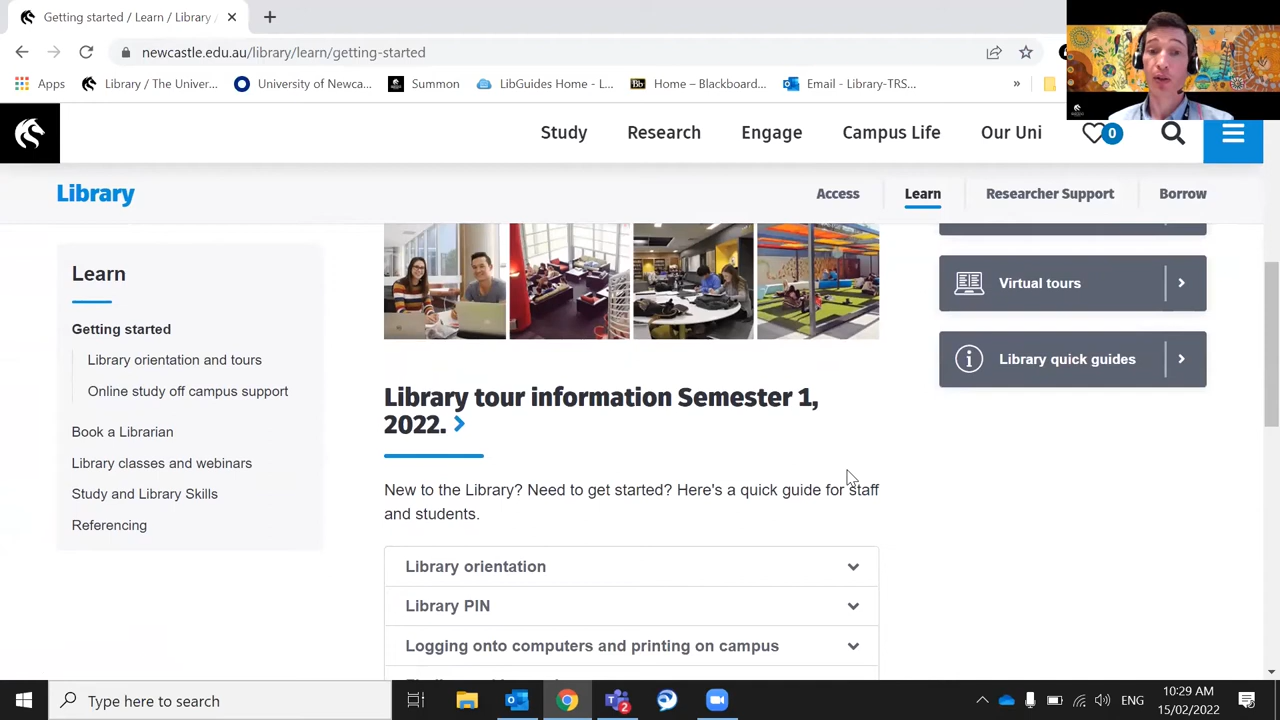 Getting started / Learn / Library
newcastle.edu.au/library/learn/getting-started
Apps
Library / The Univer...
University of Newca...
Summon
LibGuides Home - L...
Bb
Home – Blackboard...
Email - Library-TRS...
»
Study
Research
Engage
Campus Life
Our Uni
0
Library
Access
Learn
Researcher Support
Borrow
Learn
Getting started
Library orientation and tours
Online study off campus support
Book a Librarian
Library classes and webinars
Study and Library Skills
Referencing
Virtual tours
Library quick guides
Library tour information Semester 1,
2022.
New to the Library? Need to get started? Here's a quick guide for staff
and students.
Library orientation
Library PIN
Logging onto computers and printing on campus
Type here to search
2
ENG
10:29 AM
15/02/2022